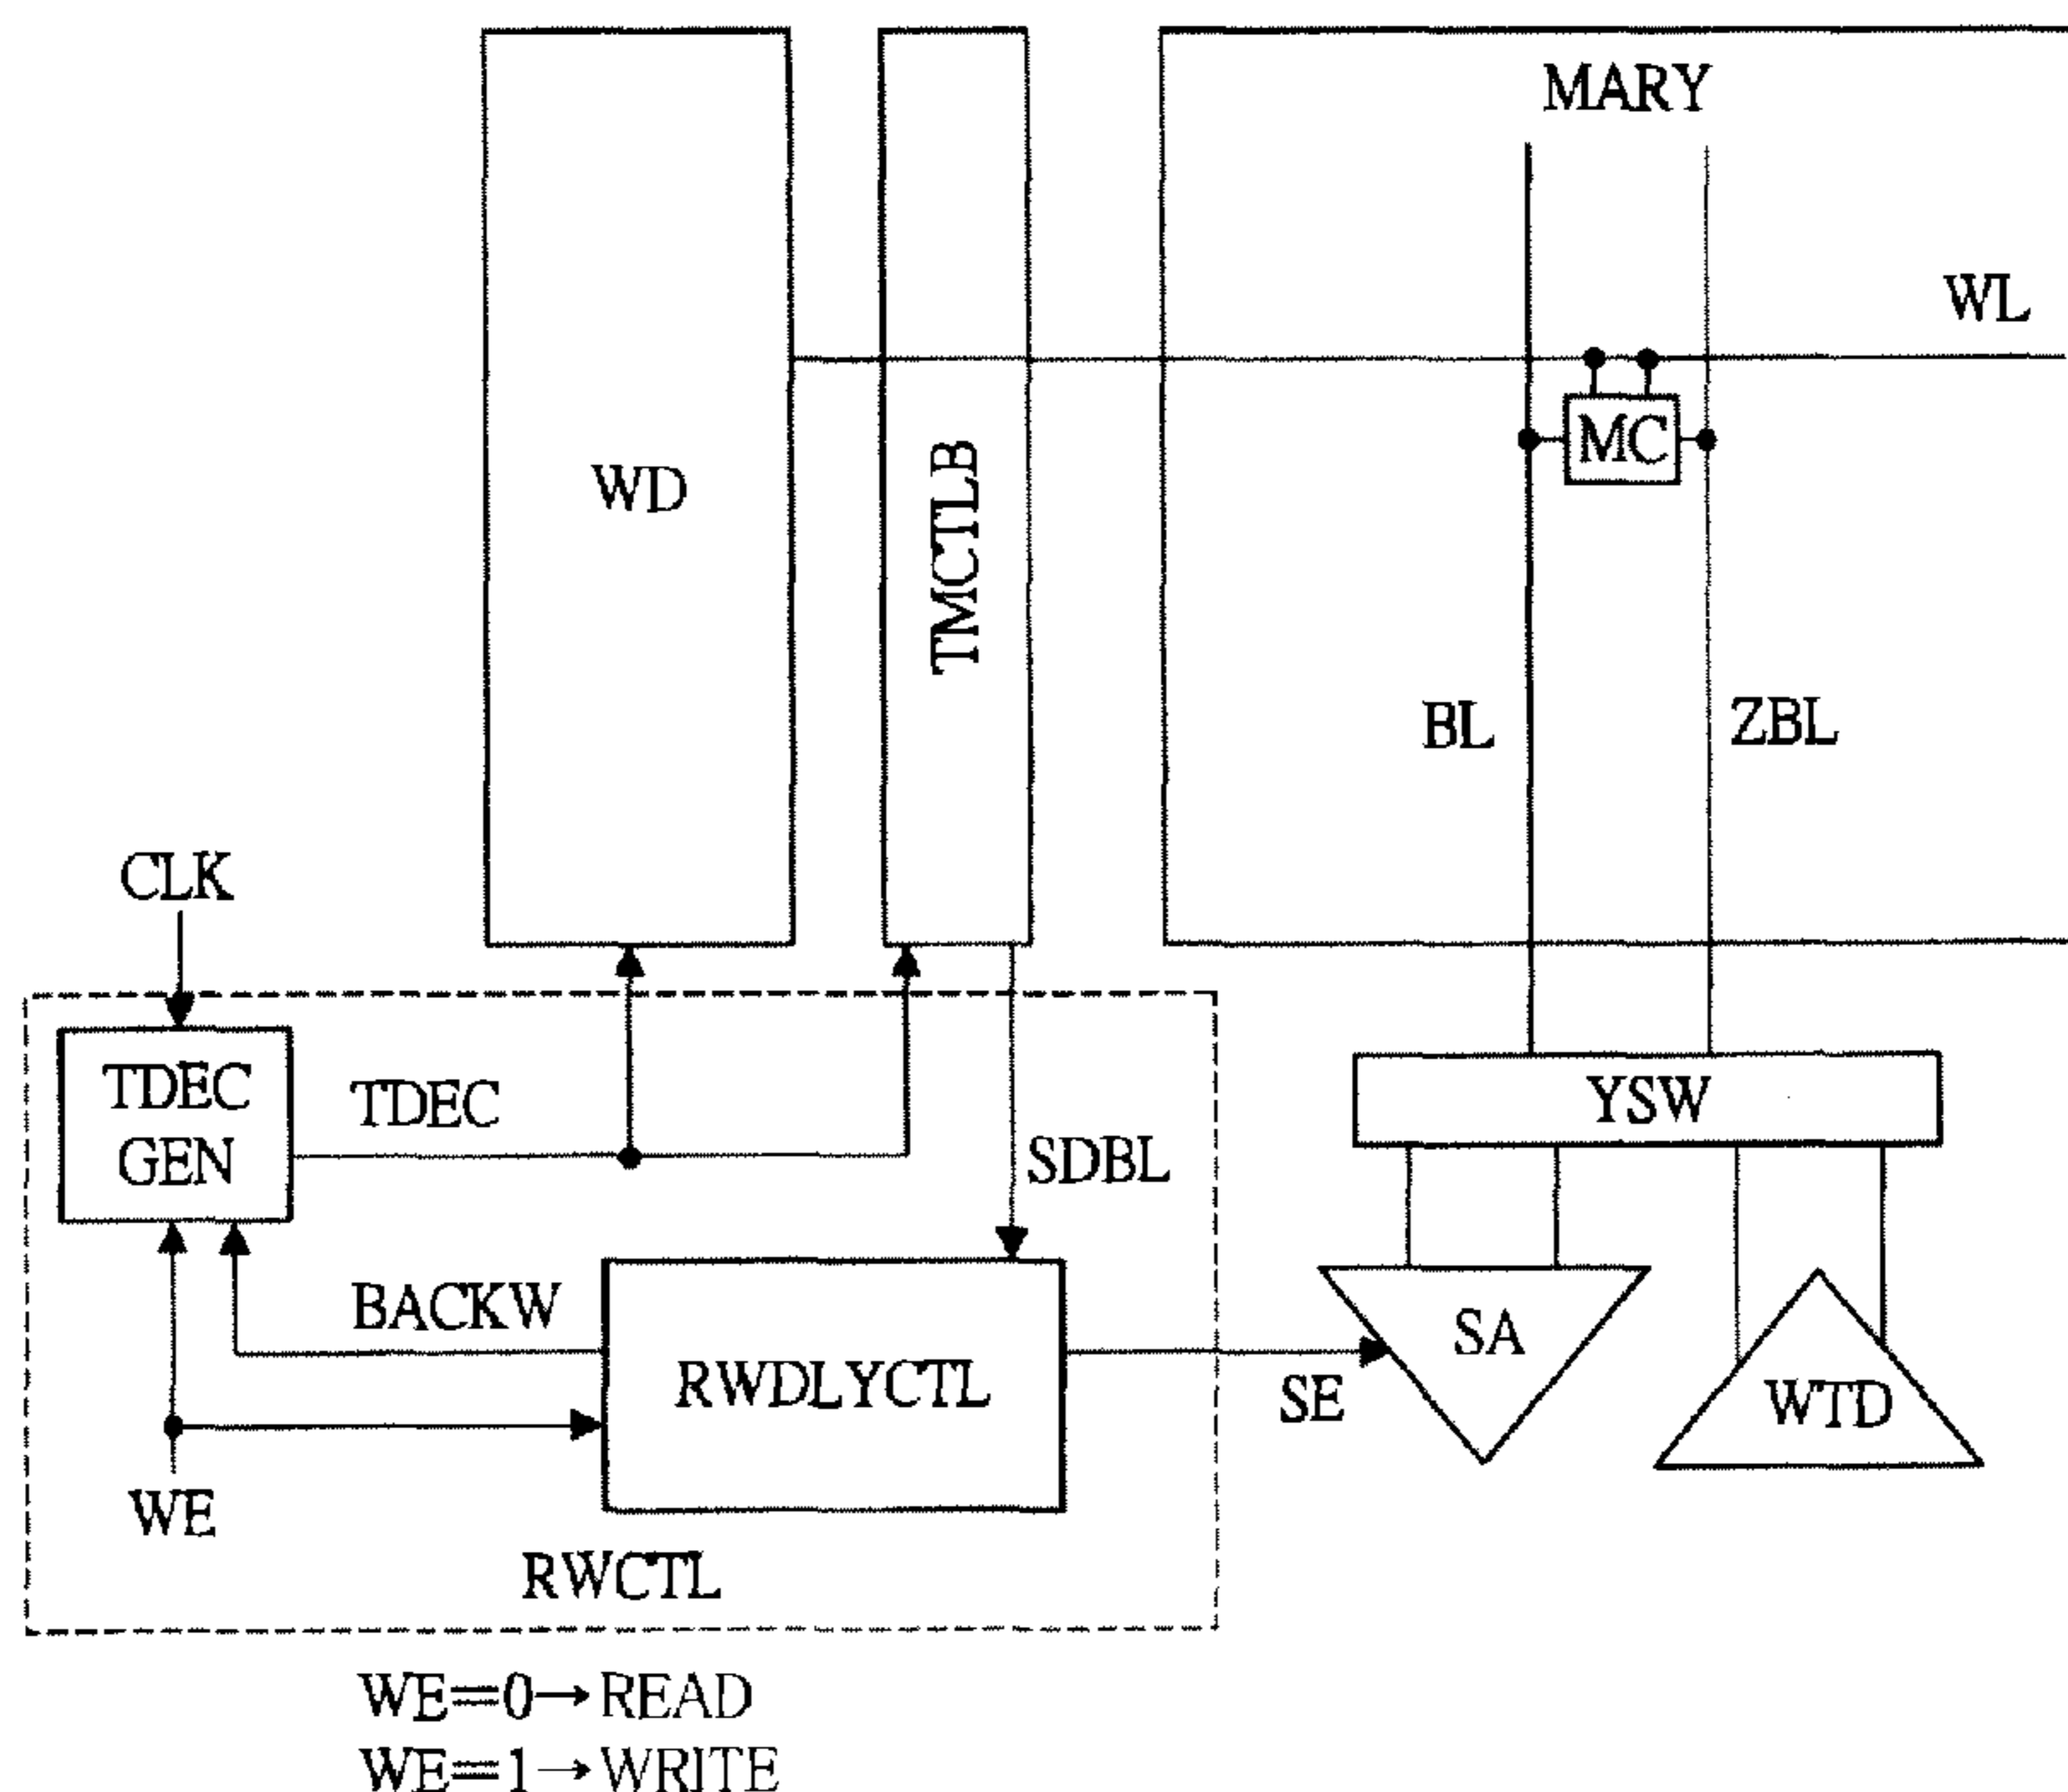 MARY
WL
MC
WD
TMCTLB
BL
ZBL
CLK
TDEC
GEN
TDEC
YSW
SDBL
BACKW
RWDLYCTL
SE
SA
WTD
WE
RWCTL
WE=0→READ
WE=1→WRITE